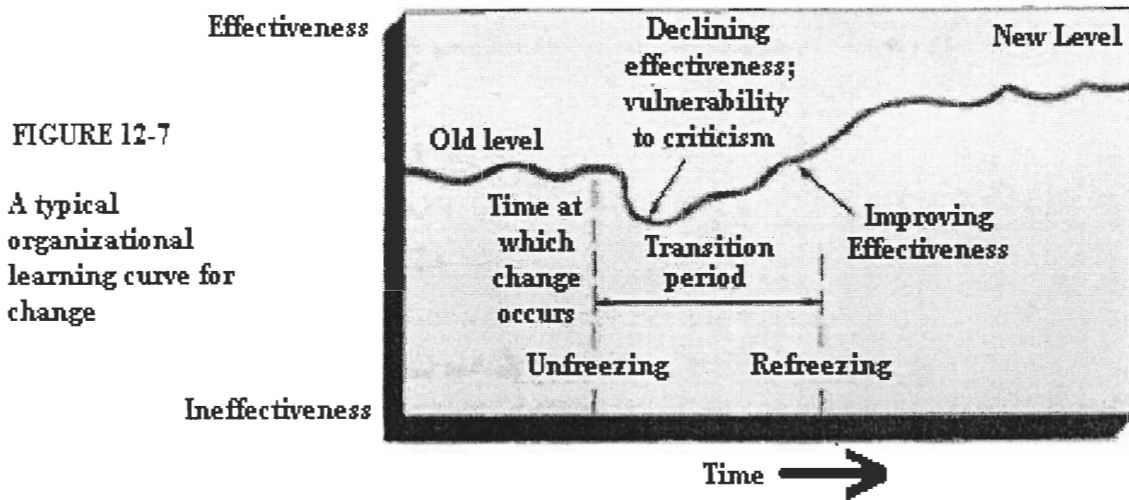 Effectiveness
Declining
effectiveness;
vulnerability
to criticism
New Level
FIGURE 12-7
A typical
organizational
learning curve for
change
Old level
Time at
which
change
occurs
Transition
period
Improving
Effectiveness
Unfreezing
Refreezing
Ineffectiveness
Time